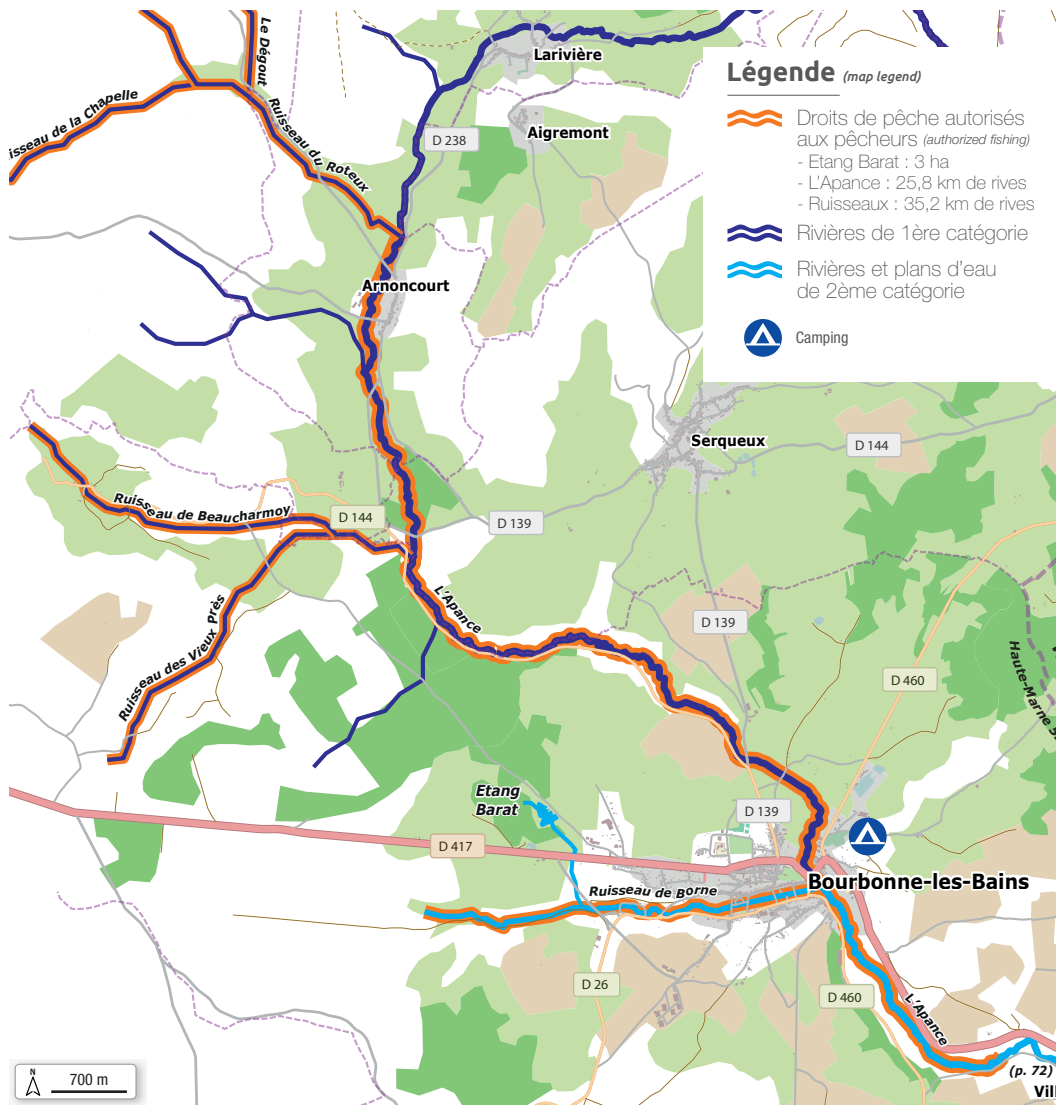 Légende (map legend)
Droits de pêche autorisés
aux pêcheurs (authorized fishing)
- Etang Barat : 3 ha
- L'Apance : 25,8 km de rives
- Ruisseaux : 35,2 km de rives
Rivières de 1ère catégorie
Rivières et plans d'eau
de 2ème catégorie
Camping
Le Dégout
Larivière
isseau de la Chapelle
Ruisseau du Roteux
D 238
Aigremont
Arnoncourt
Serqueux
D 144
Ruisseau de Beaucharmoy
D 144
D 139
L'Apance
D 139
Ruisseau des Vieux Près
D 460
Haute-Marne
Etang
Barat
D 139
D 417
Bourbonne-les-Bains
Ruisseau de Borne
D 26
D 460
L'Apance
(p. 72)
Vill
N
700 m